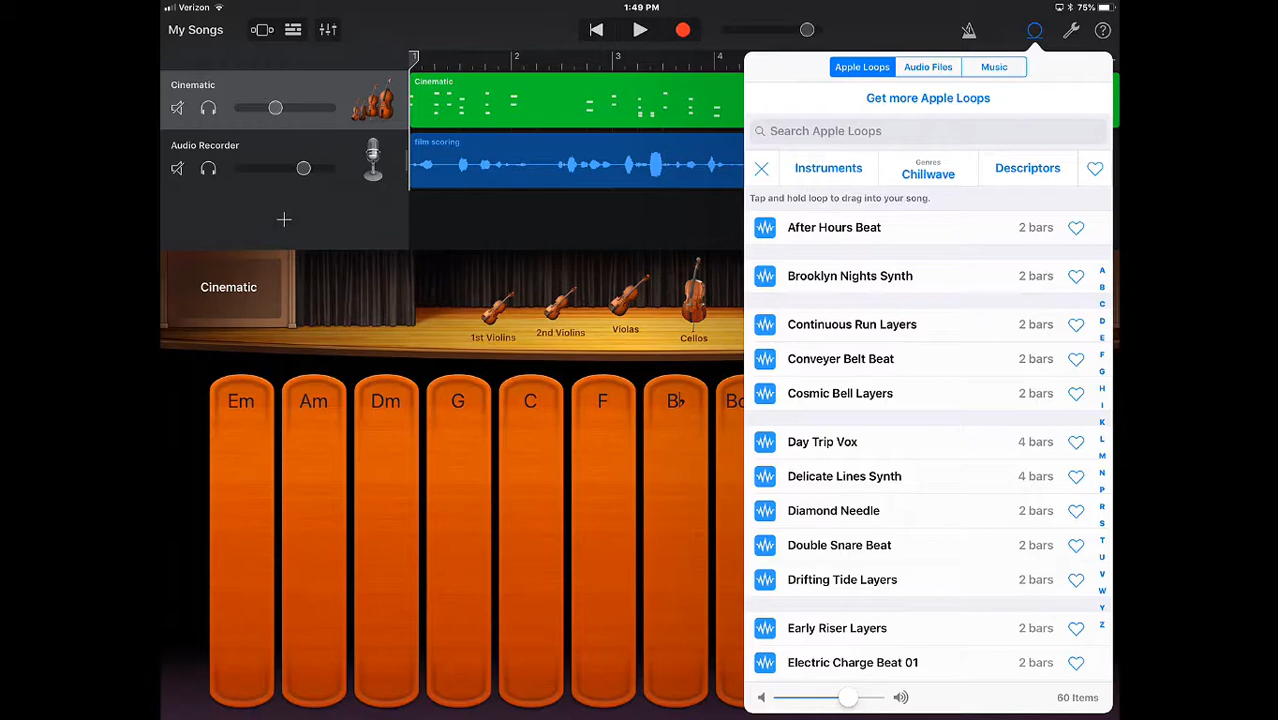 Verizon
1:49 PM
75%
My Songs
1 2 3 4
Cinematic
Cinematic
Audio Recorder
film scoring
Cinematic
1st Violins
2nd Violins
Violas
Cellos
Em Am Dm G C F B♭
Apple Loops Audio Files Music
Get more Apple Loops
Search Apple Loops
Instruments
Genres
Chillwave
Descriptors
Tap and hold loop to drag into your song.
After Hours Beat 2 bars
Brooklyn Nights Synth 2 bars
Continuous Run Layers 2 bars
Conveyer Belt Beat 2 bars
Cosmic Bell Layers 2 bars
Day Trip Vox 4 bars
Delicate Lines Synth 4 bars
Diamond Needle 2 bars
Double Snare Beat 2 bars
Drifting Tide Layers 2 bars
Early Riser Layers 2 bars
Electric Charge Beat 01 2 bars
A
B
C
D
E
F
G
H
I
K
L
M
N
P
R
S
T
U
V
W
Y
Z
60 Items